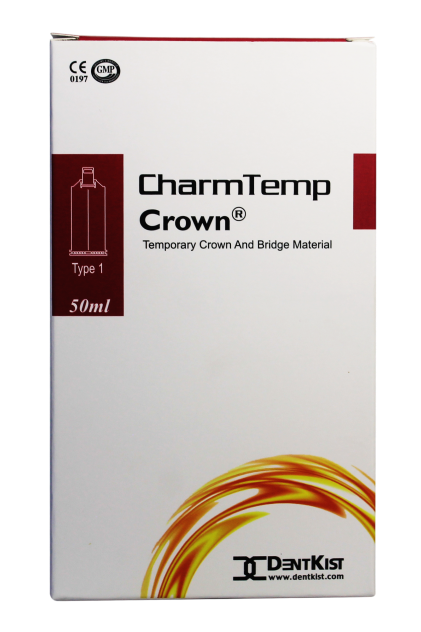 CE GMP
0197
CharmTemp
Crown®
Temporary Crown And Bridge Material
Type 1
50ml
DENTKIST
www.dentkist.com